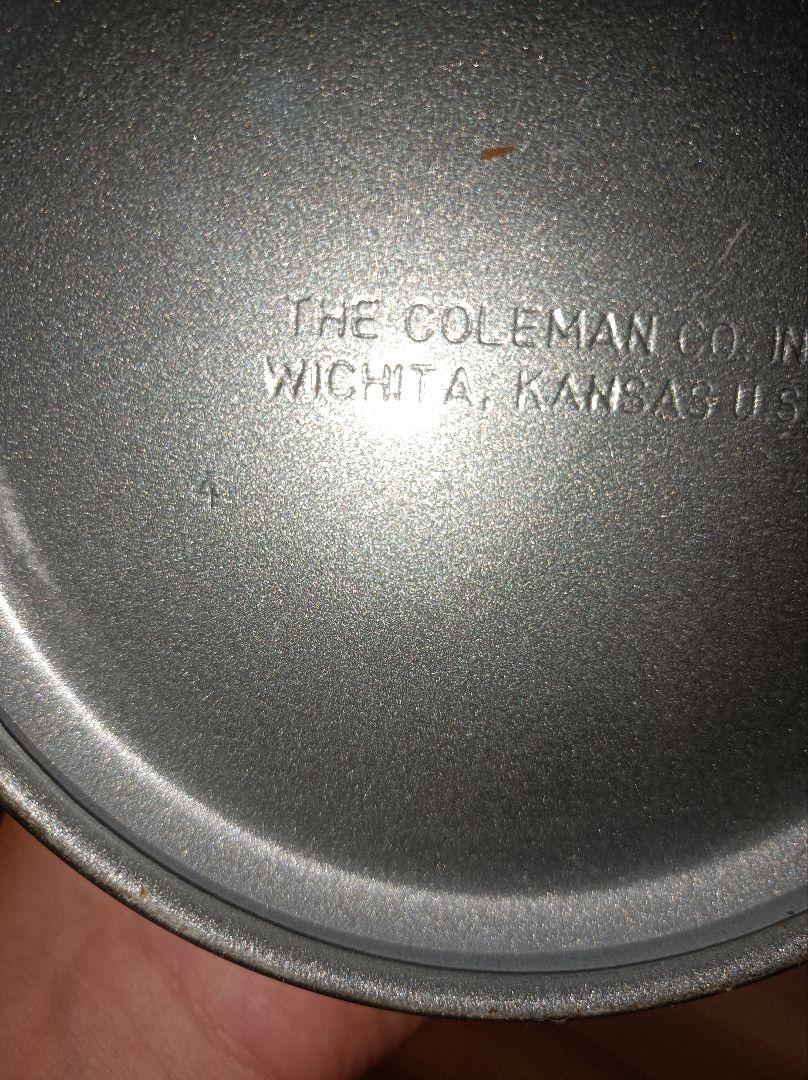 THE COLEMAN CO. IN
WICHITA, KANSAS U.S
4